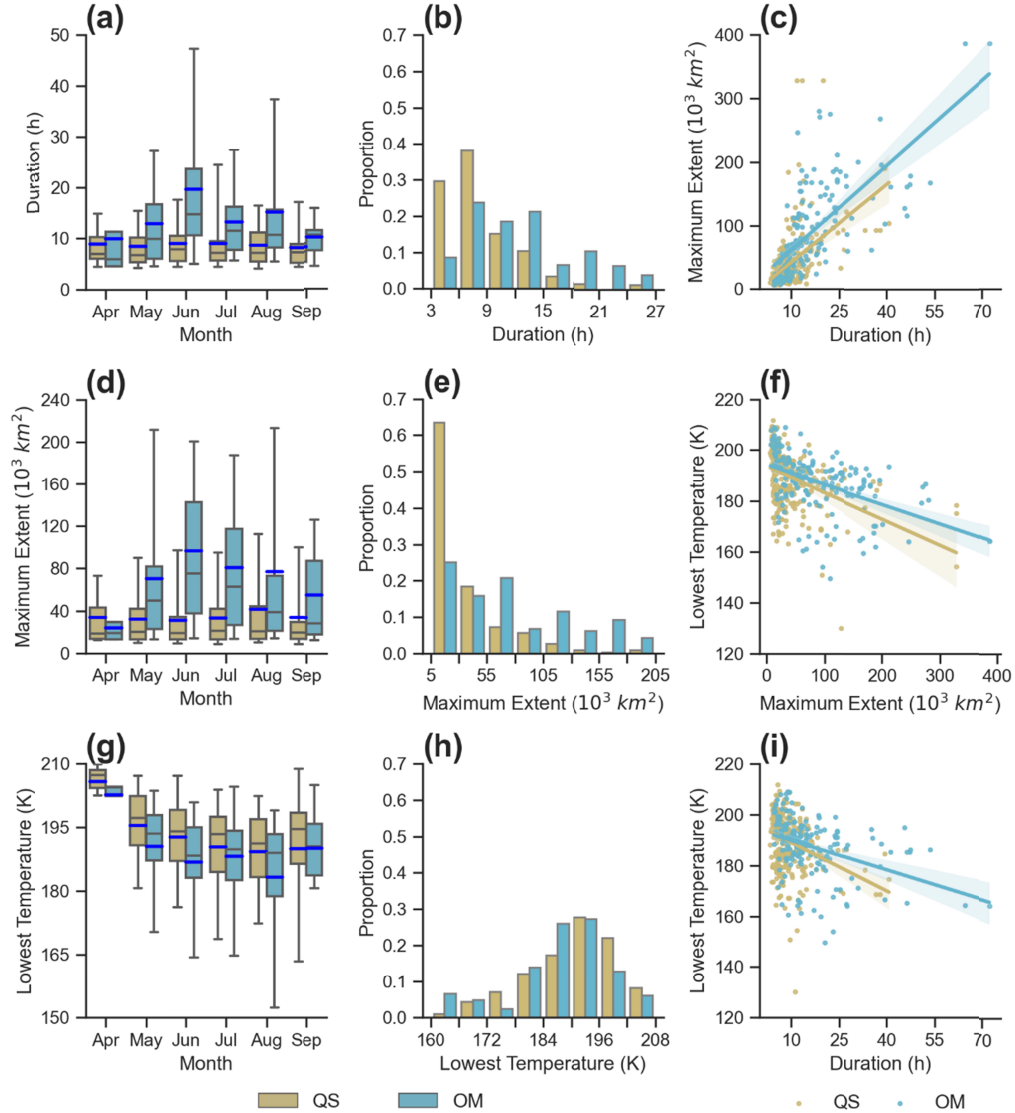 (a)
50
40
30
20
10
0
Duration (h)
Apr May Jun Jul Aug Sep
Month
(b)
0.7
0.6
0.5
0.4
0.3
0.2
0.1
0.0
Proportion
3 9 15 21 27
Duration (h)
(c)
400
300
200
100
0
Maximum Extent (10³ km²)
10 25 40 55 70
Duration (h)
(d)
240
200
160
120
80
40
0
Maximum Extent (10³ km²)
Apr May Jun Jul Aug Sep
Month
(e)
0.7
0.6
0.5
0.4
0.3
0.2
0.1
0.0
Proportion
5 55 105 155 205
Maximum Extent (10³ km²)
(f)
220
200
180
160
140
120
Lowest Temperature (K)
0 100 200 300 400
Maximum Extent (10³ km²)
(g)
210
195
180
165
150
Lowest Temperature (K)
Apr May Jun Jul Aug Sep
Month
(h)
0.7
0.6
0.5
0.4
0.3
0.2
0.1
0.0
Proportion
160 172 184 196 208
Lowest Temperature (K)
(i)
220
200
180
160
140
120
Lowest Temperature (K)
10 25 40 55 70
Duration (h)
QS OM QS OM